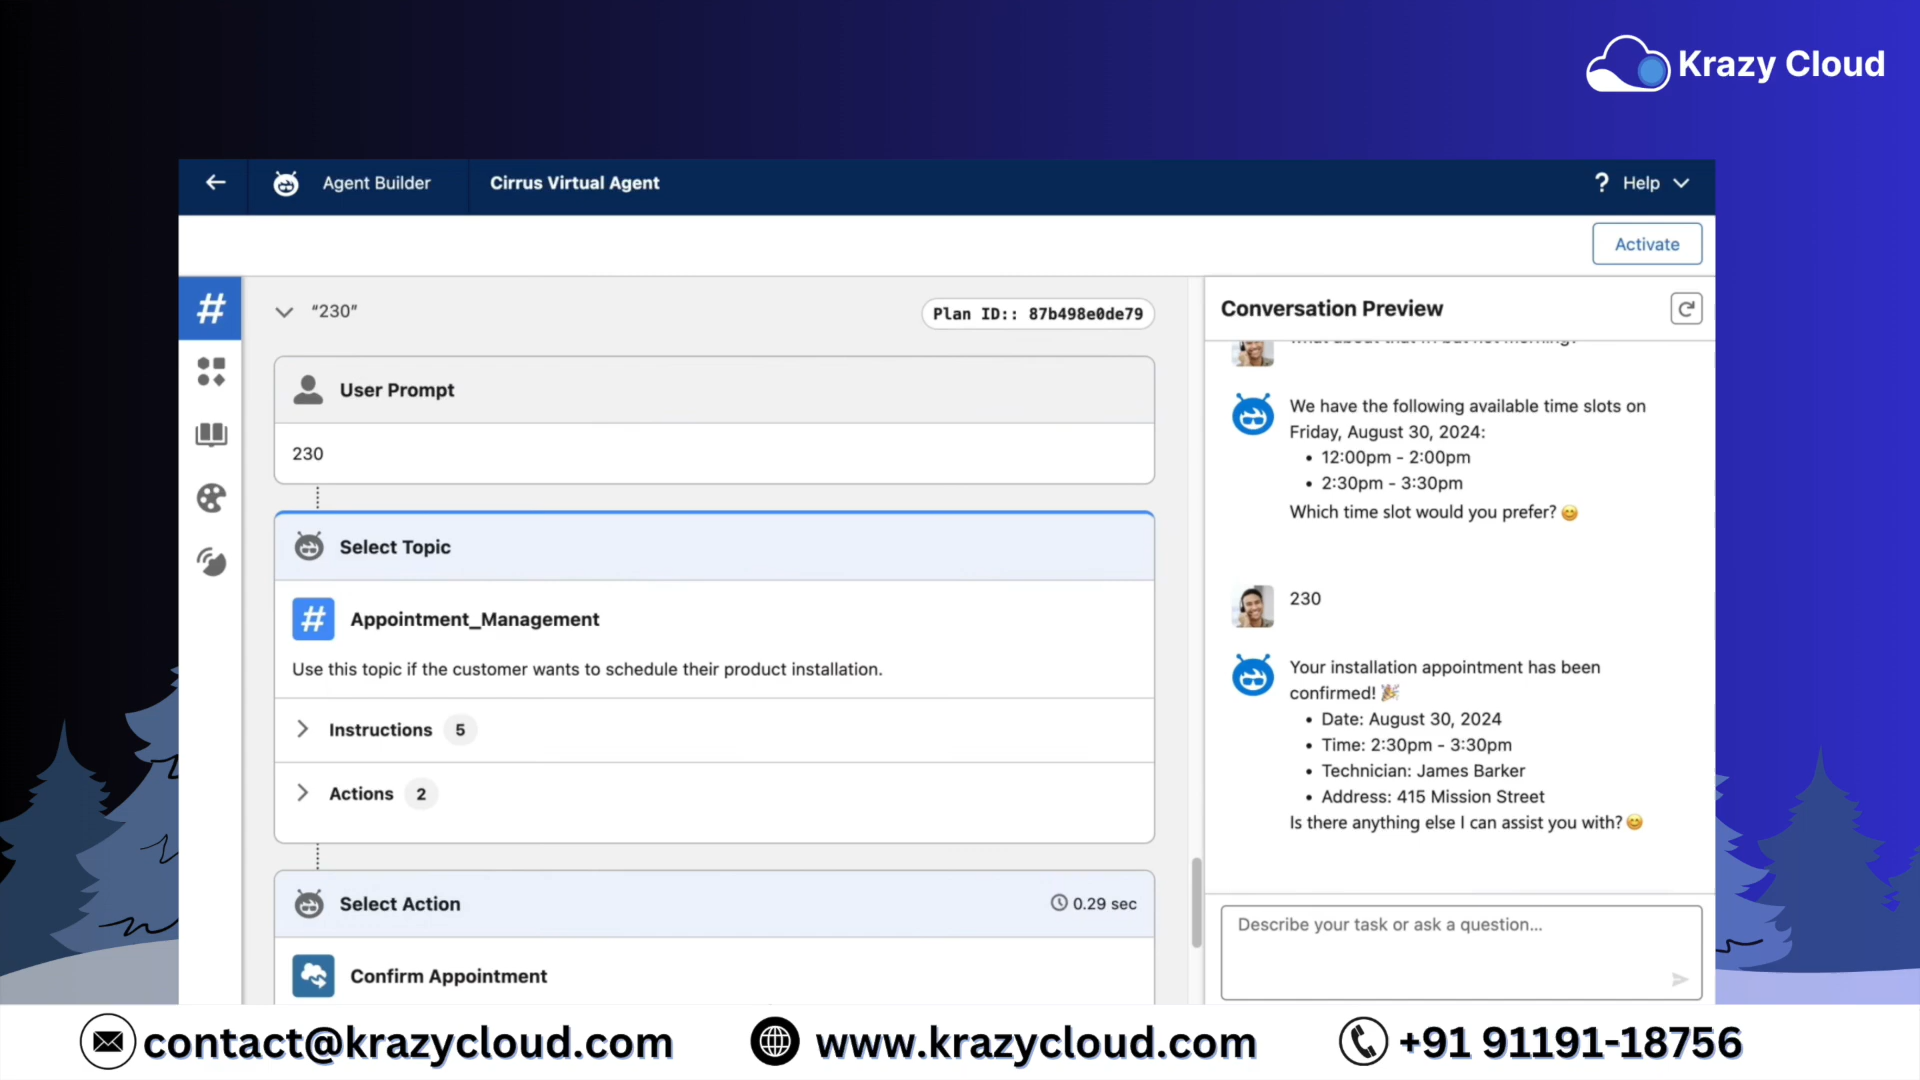 Krazy Cloud
Agent Builder
Cirrus Virtual Agent
? Help
Activate
“230”
Plan ID:: 87b498e0de79
User Prompt
230
Select Topic
# Appointment_Management
Use this topic if the customer wants to schedule their product installation.
Instructions 5
Actions 2
Select Action
0.29 sec
Confirm Appointment
Conversation Preview
We have the following available time slots on
Friday, August 30, 2024:
• 12:00pm - 2:00pm
• 2:30pm - 3:30pm
Which time slot would you prefer? 😊
230
Your installation appointment has been
confirmed! 🎉
• Date: August 30, 2024
• Time: 2:30pm - 3:30pm
• Technician: James Barker
• Address: 415 Mission Street
Is there anything else I can assist you with? 😊
Describe your task or ask a question...
contact@krazycloud.com
www.krazycloud.com
+91 91191-18756